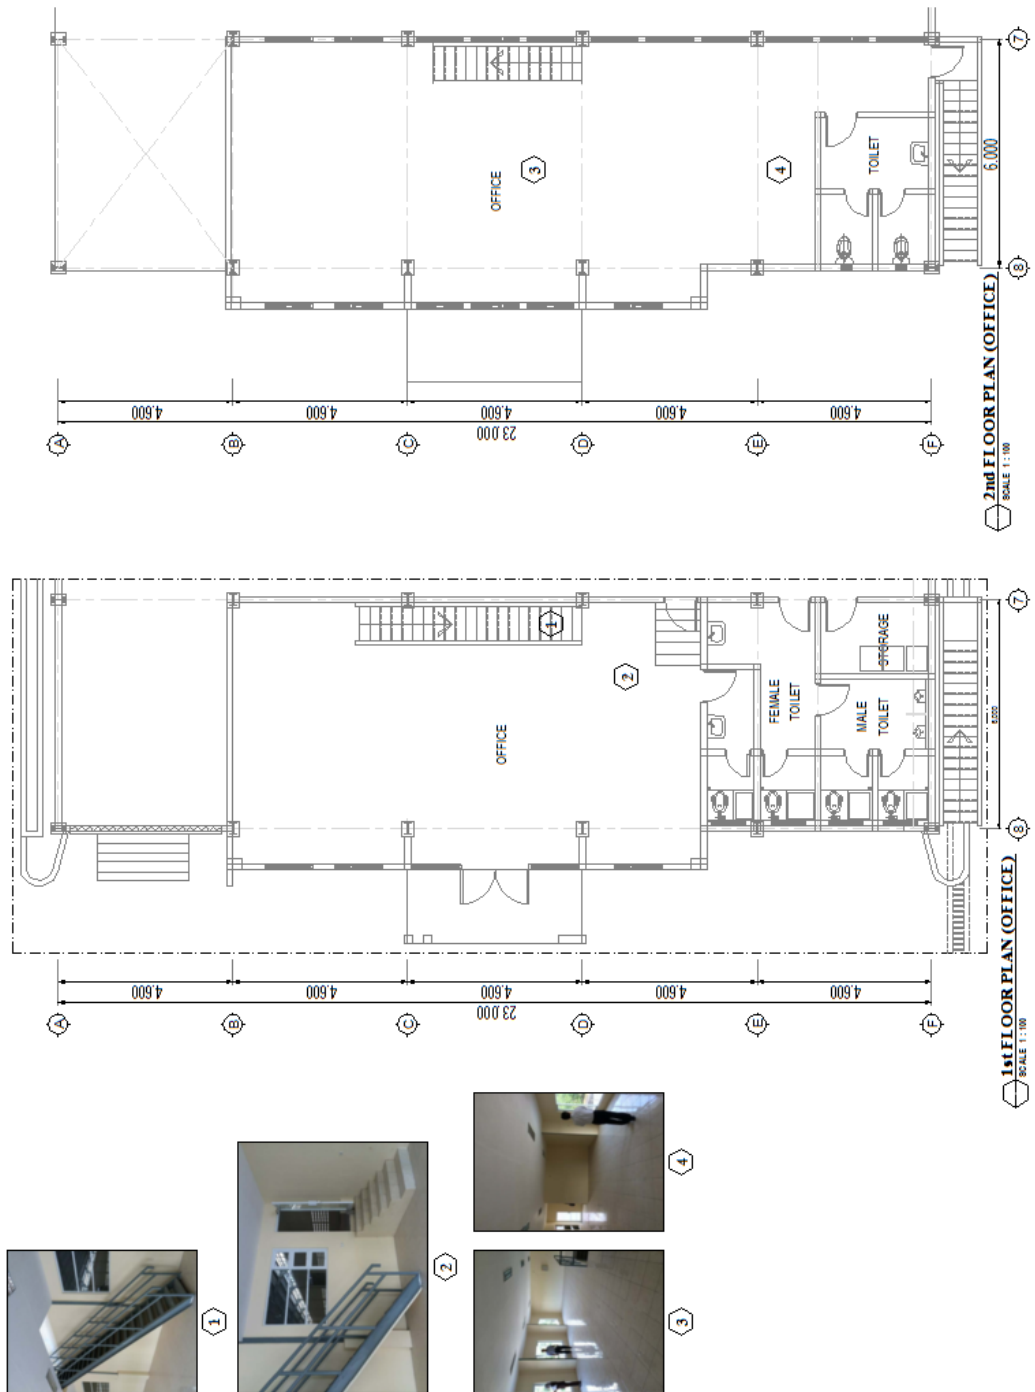 7
OFFICE
3
4
TOILET
6.000
8
4.600
4.600
4.600
4.600
4.600
23.000
A
B
C
D
E
F
2nd FLOOR PLAN (OFFICE)
SCALE 1 : 100
7
1
2
STORAGE
OFFICE
FEMALE
TOILET
MALE
TOILET
8
4.600
4.600
4.600
4.600
4.600
23.000
A
B
C
D
E
F
1st FLOOR PLAN (OFFICE)
SCALE 1 : 100
1
2
3
4